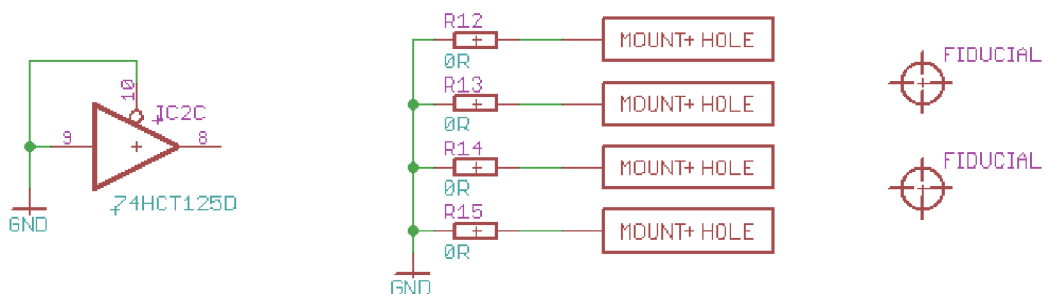 10
IC2C
9
8
74HCT125D
GND
R12
MOUNT HOLE
0R
R13
MOUNT HOLE
0R
R14
MOUNT HOLE
0R
R15
MOUNT HOLE
0R
GND
FIDUCIAL
FIDUCIAL